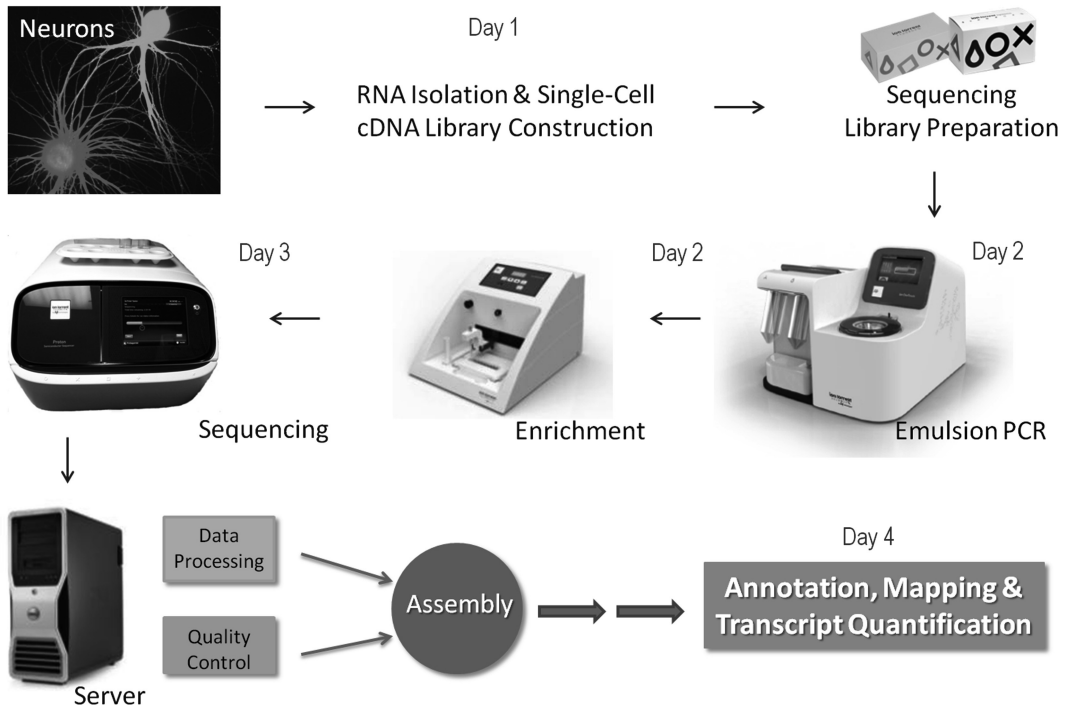 Neurons
Day 1
RNA Isolation & Single-Cell
cDNA Library Construction
Sequencing
Library Preparation
Day 3
Day 2
Day 2
Sequencing
Enrichment
Emulsion PCR
Server
Data
Processing
Quality
Control
Assembly
Day 4
Annotation, Mapping &
Transcript Quantification